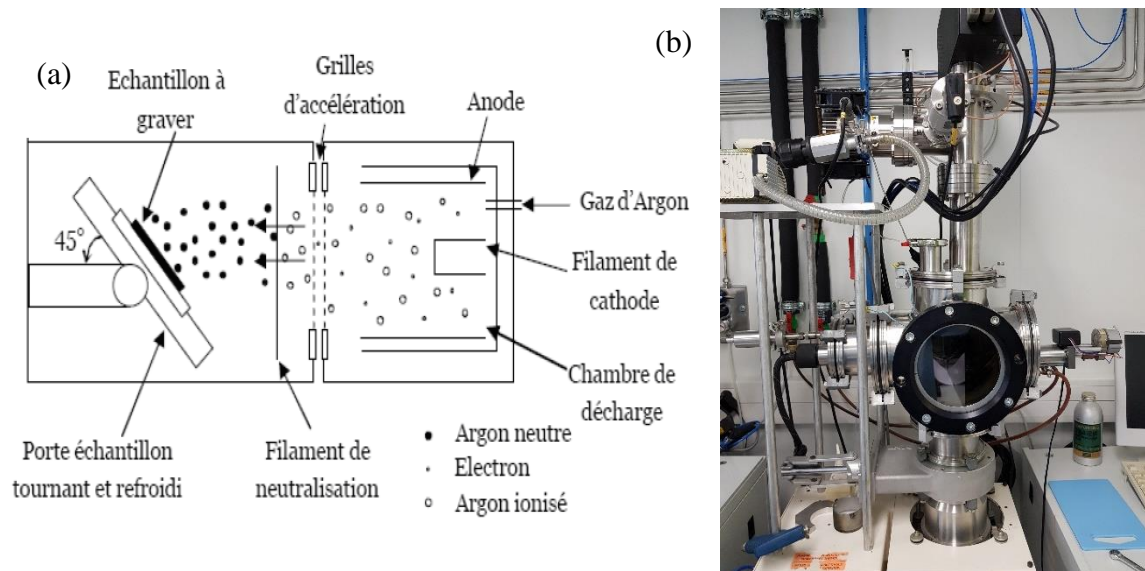 (a)
Echantillon à
graver
Grilles
d'accélération
Anode
Gaz d'Argon
45°
Filament de
cathode
Chambre de
décharge
Porte échantillon
tournant et refroidi
Filament de
neutralisation
Argon neutre
Electron
Argon ionisé
(b)